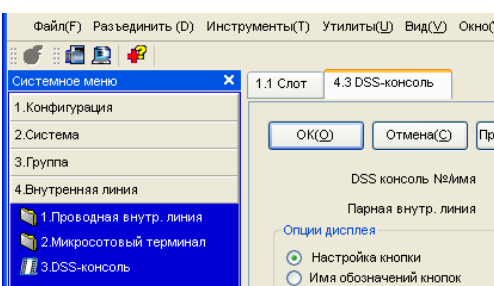 Файл(F) Разъединить (D) Инструменты(T) Утилиты(U) Вид(V) Окно(
Системное меню X
1.1 Слот 4.3 DSS-консоль
1.Конфигурация
2.Система
3.Группа
4.Внутренняя линия
1.Проводная внутр. линия
2.Микросотовый терминал
3.DSS-консоль
OK(O) Отмена(C) Пр
DSS консоль №/имя
Парная внутр. линия
Опции дисплея
Настройка кнопки
Имя обозначений кнопок